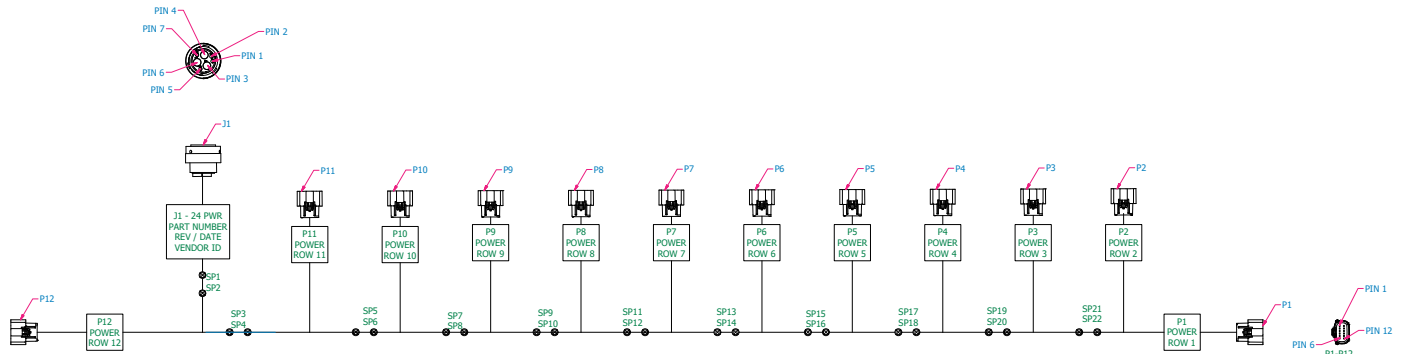 PIN 4
PIN 7
PIN 2
PIN 1
PIN 6
PIN 3
PIN 5
J1
P11
P10
P9
P8
P7
P6
P5
P4
P3
P2
J1 - 24 PWR
PART NUMBER
REV / DATE
VENDOR ID
P11
POWER
ROW 11
P10
POWER
ROW 10
P9
POWER
ROW 9
P8
POWER
ROW 8
P7
POWER
ROW 7
P6
POWER
ROW 6
P5
POWER
ROW 5
P4
POWER
ROW 4
P3
POWER
ROW 3
P2
POWER
ROW 2
SP1
SP2
P12
P12
POWER
ROW 12
SP3
SP4
SP5
SP6
SP7
SP8
SP9
SP10
SP11
SP12
SP13
SP14
SP15
SP16
SP17
SP18
SP19
SP20
SP21
SP22
P1
POWER
ROW 1
P1
PIN 1
PIN 12
PIN 6
P1-P12